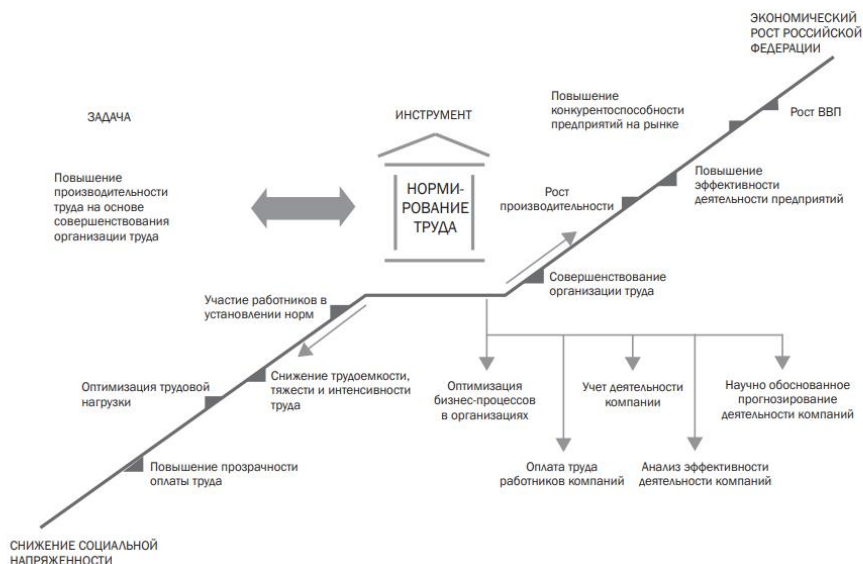 ЭКОНОМИЧЕСКИЙ
РОСТ РОССИЙСКОЙ
ФЕДЕРАЦИИ
ЗАДАЧА
ИНСТРУМЕНТ
Повышение
конкурентоспособности
предприятий на рынке
Рост ВВП
Повышение
производительности
труда на основе
совершенствования
организации труда
НОРМИ-
РОВАНИЕ
ТРУДА
Рост
производительности
Повышение
эффективности
деятельности предприятий
Совершенствование
организации труда
Участие работников в
установлении норм
Оптимизация трудовой
нагрузки
Снижение трудоемкости,
тяжести и интенсивности
труда
Повышение прозрачности
оплаты труда
Оптимизация
бизнес-процессов
в организациях
Учет деятельности
компании
Научно обоснованное
прогнозирование
деятельности компаний
Оплата труда
работников компаний
Анализ эффективности
деятельности компаний
СНИЖЕНИЕ СОЦИАЛЬНОЙ
НАПРЯЖЕННОСТИ